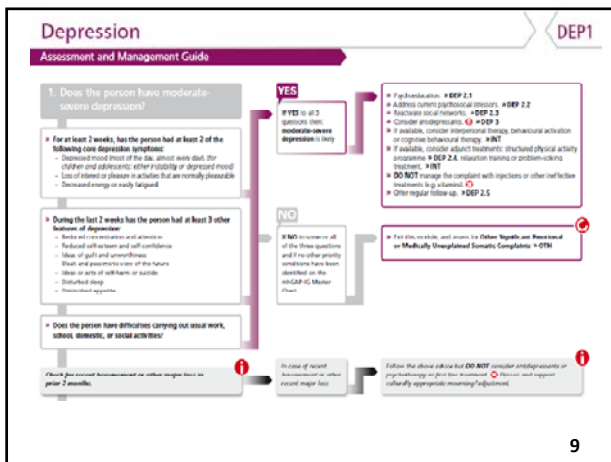 Depression
DEP1
Assessment and Management Guide
1. Does the person have moderate-
severe depression?
» For at least 2 weeks, has the person had at least 2 of the
following core depression symptoms:
– Depressed mood (most of the day, almost every day), (for
children and adolescents: either irritability or depressed mood)
– Loss of interest or pleasure in activities that are normally pleasurable
– Decreased energy or easily fatigued
» During the last 2 weeks has the person had at least 3 other
features of depression:
– Reduced concentration and attention
– Reduced self-esteem and self-confidence
– Ideas of guilt and unworthiness
– Bleak and pessimistic view of the future
– Ideas or acts of self-harm or suicide
– Disturbed sleep
– Diminished appetite
» Does the person have difficulties carrying out usual work,
school, domestic, or social activities?
Check for recent bereavement or other major loss in
prior 2 months.
YES
If YES to all 3
questions then:
moderate-severe
depression is likely
NO
If NO to some or all
of the three questions
and if no other priority
conditions have been
identified on the
mhGAP-IG Master
Chart
In case of recent
bereavement or other
recent major loss
» Psychoeducation. » DEP 2.1
» Address current psychosocial stressors. » DEP 2.2
» Reactivate social networks. » DEP 2.3
» Consider antidepressants. » DEP 3
» If available, consider interpersonal therapy, behavioural activation
or cognitive behavioural therapy. » INT
» If available, consider adjunct treatments: structured physical activity
programme » DEP 2.4, relaxation training or problem-solving
treatment. » INT
» DO NOT manage the complaint with injections or other ineffective
treatments (e.g. vitamins).
» Offer regular follow-up. » DEP 2.5
» Exit this module, and assess for Other Significant Emotional
or Medically Unexplained Somatic Complaints » OTH
Follow the above advice but DO NOT consider antidepressants or
psychotherapy as first line treatment. Discuss and support
culturally appropriate mourning / adjustment.
9